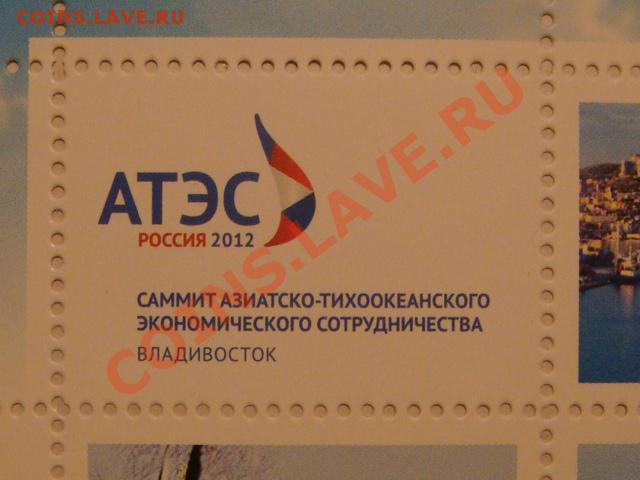 COINS.LAVE.RU
АТЭС
РОССИЯ 2012
САММИТ АЗИАТСКО-ТИХООКЕАНСКОГО
ЭКОНОМИЧЕСКОГО СОТРУДНИЧЕСТВА
ВЛАДИВОСТОК
COINS.LAVE.RU